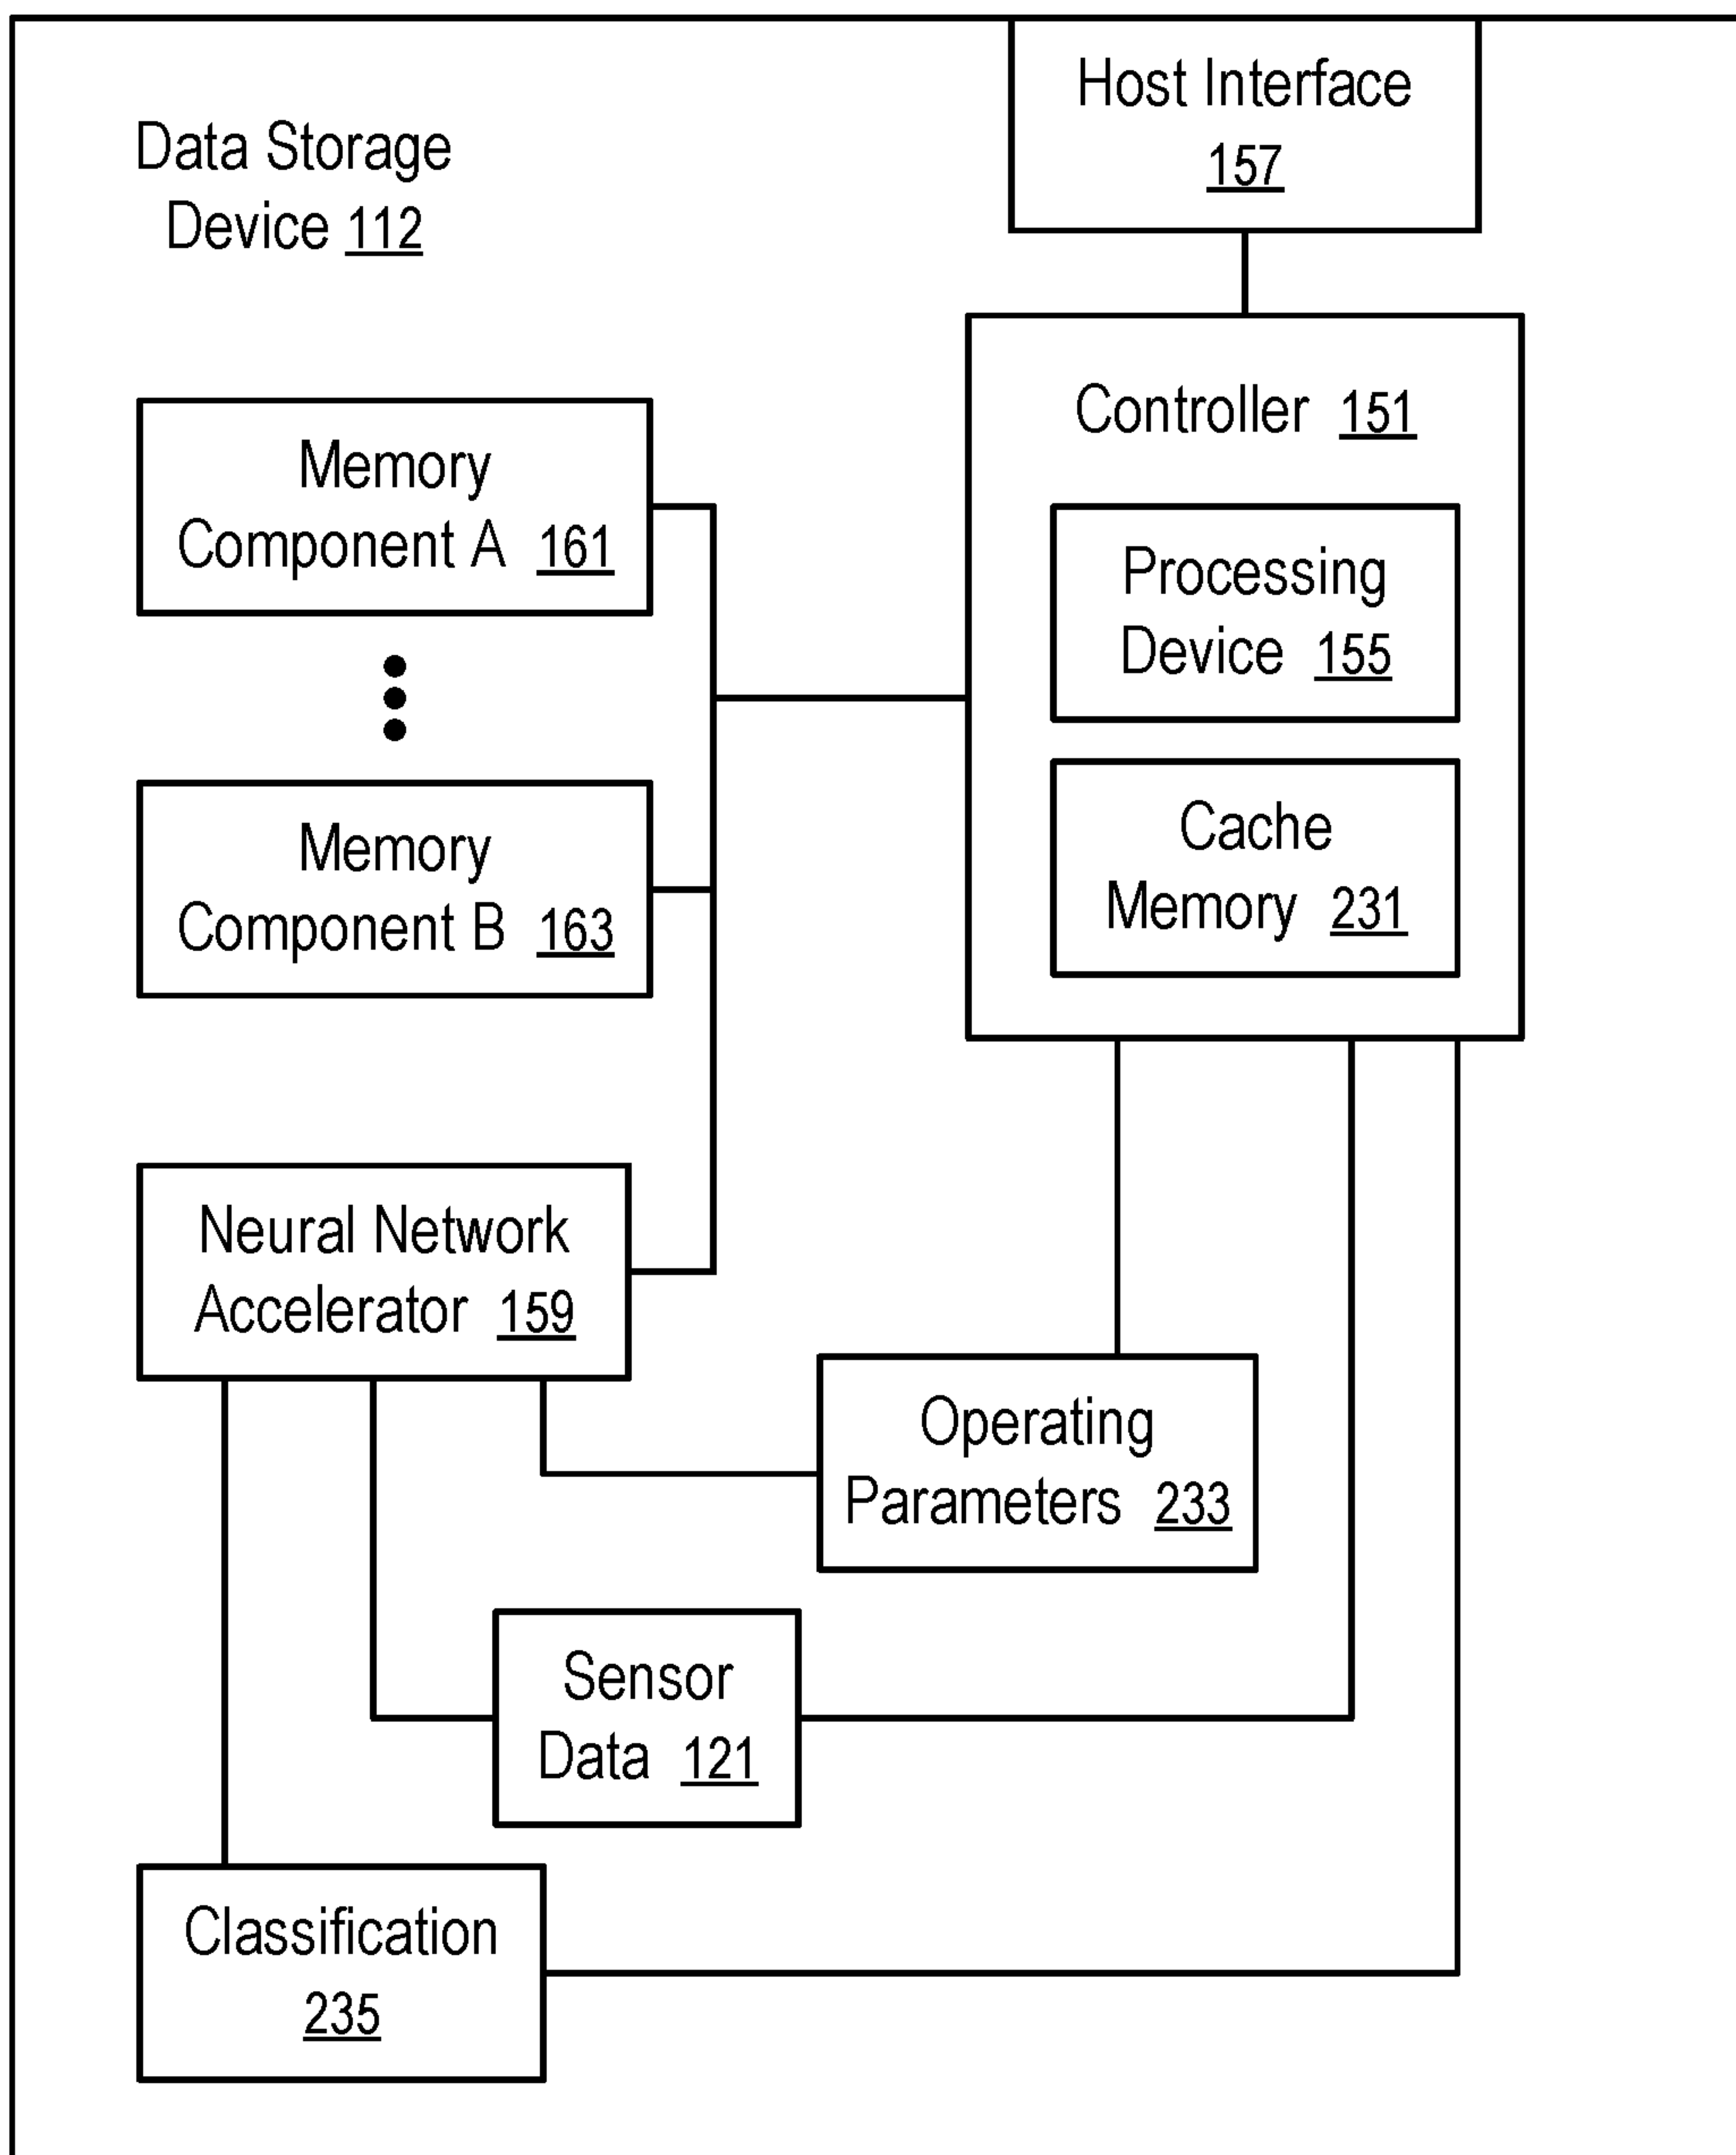 Host Interface
157
Data Storage
Device 112
Controller 151
Processing
Device 155
Cache
Memory 231
Memory
Component A 161
Memory
Component B 163
Neural Network
Accelerator 159
Operating
Parameters 233
Sensor
Data 121
Classification
235